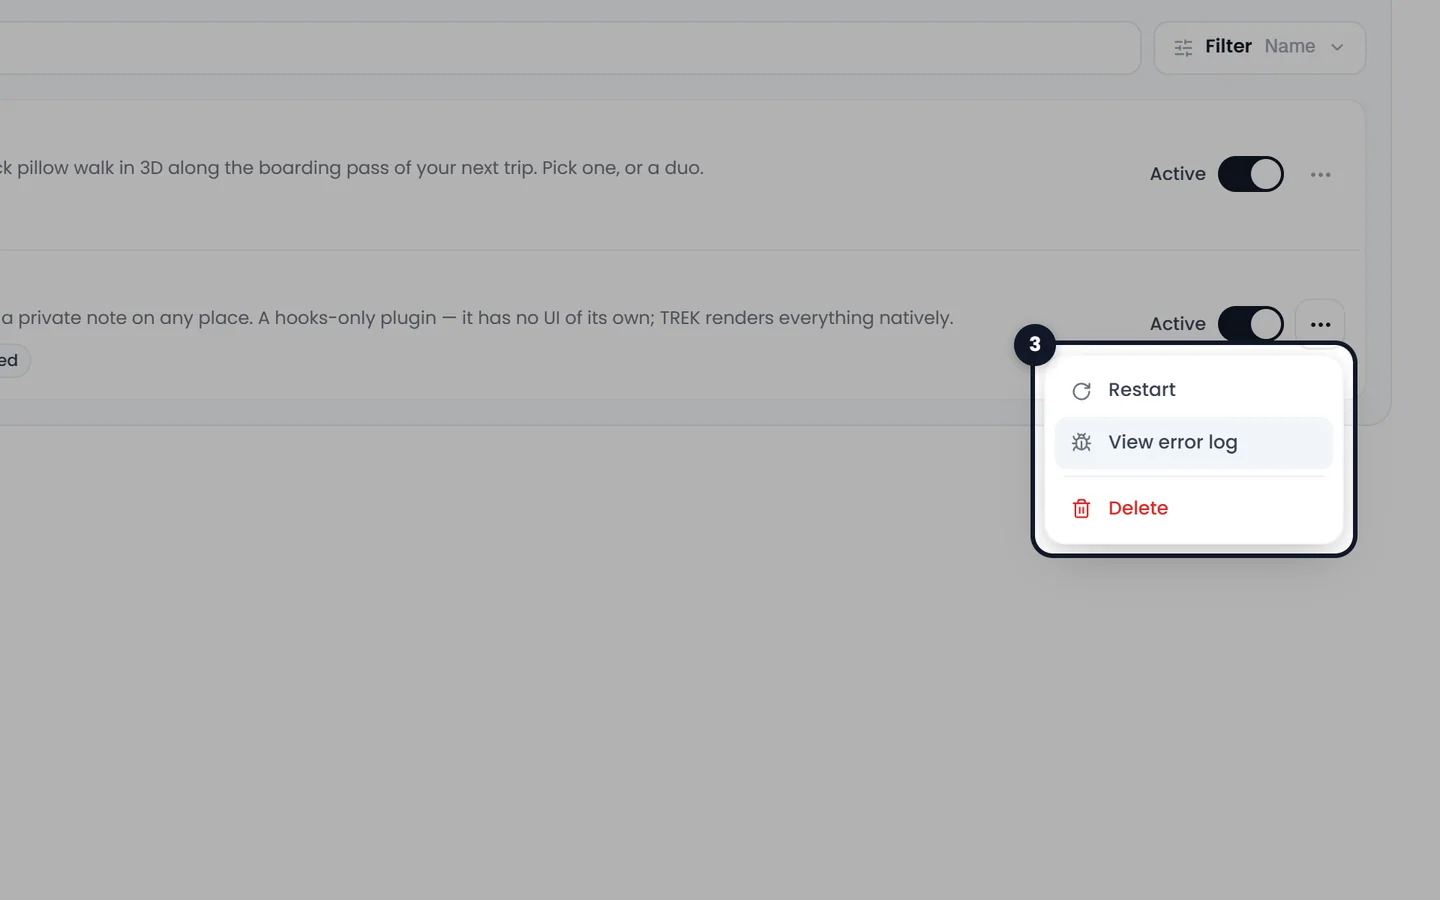 Filter Name
ck pillow walk in 3D along the boarding pass of your next trip. Pick one, or a duo.
Active
a private note on any place. A hooks-only plugin — it has no UI of its own; TREK renders everything natively.
Active
3
ed
Restart
View error log
Delete